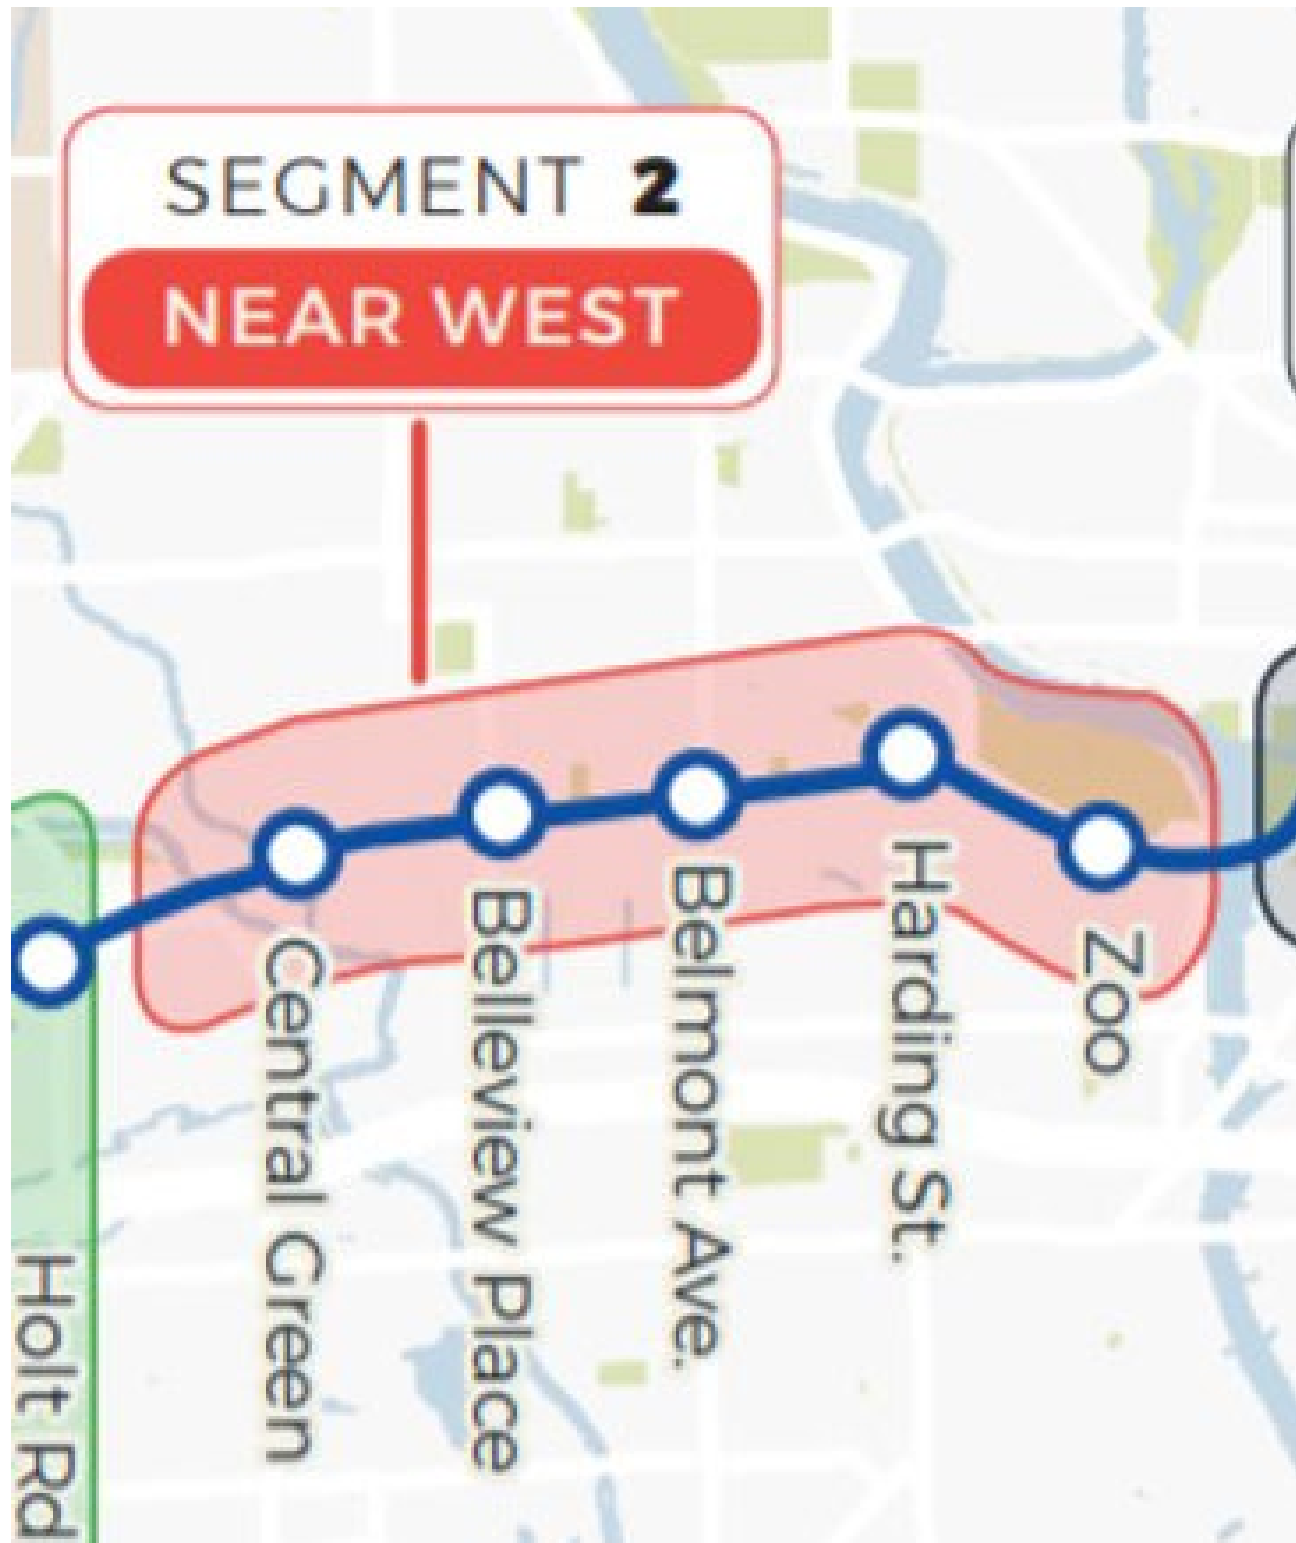 SEGMENT 2
NEAR WEST
Holt Rd
Central Green
Belleview Place
Belmont Ave.
Harding St.
Zoo